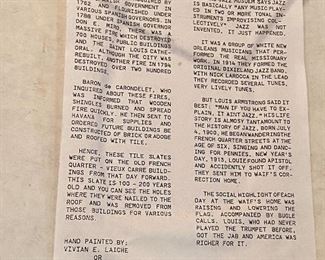 1762. FLOURISHED BY
GOVERNMENT IN
VARIOUS SPANISH GOVERNORS. IN
1788 UNDER SPANISH GOVERNORS,
DON E. MIRO, THERE WAS A
MASSIVE FIRE WHICH DESTROYED
700 HOUSES, PUBLIC BUILDINGS
AND THE SAINT LOUIS CATHE
DRAL. ALTHOUGH THE CITY WAS
REBUILT, ANOTHER FIRE IN 1794
DESTROYED OVER TWO HUNDRED
BUILDINGS.
BARON de CARONDELET, WHO
INQUIRED ABOUT THESE FIRES,
WAS INFORMED THAT WOODEN
SHINGLES BURNED AND SPREAD
FIRE QUICKLY. HE THEN SENT TO
HAVANA FOR SUPPLIES AND
ORDERED FUTURE BUILDINGS BE
CONSTRUCTED OF BRICK OR ADOBE
AND ROOFED WITH TILE.
HENCE, THESE TILE SLATES
WERE PUT ON THE OLD FRENCH
QUARTER - VIEUX CARRE BUILD-
INGS FROM THAT DAY FORWARD.
THIS SLATE IS 100 - 200 YEARS
OLD AND YOU CAN SEE THE HOLES
WHERE THEY WERE NAILED TO THE
ROOF AND WAS REMOVED FROM
THOSE BUILDINGS FOR VARIOUS
REASONS.
HAND PAINTED BY:
VIVIAN E. LAICHE
OR
POSSUM SAYS JAZZ
IS BASICALLY MANY MUSIC PLAY-
ED IN TWO OR MORE MUSICAL IN-
STRUMENTS IMPROVISING COL-
LECTIVELY" JAZZ WAS NOT
INVENTED, IT JUST HAPPENED.
IT WAS A GROUP OF WHITE NEW
ORLEANS MUSICIANS THAT PER-
FORMED THE REAL MISSIONARY
WORK. IN 1914 THEY FORMED THE
ORIGINAL DIXIELAND JAZZ BAND,
WITH NICK LAROCCA IN THE LEAD
THEY RECORDED SEVERAL TUNES,
VERY LIVELY TUNES.
BUT LOUIS ARMSTRONG SAID IT
BEST, "MAN IF YOU HAVE TO EX-
PLAIN, IT AINT JAZZ." HIS LIFE
STORY IS ALMOST TANTAMOUNT TO
THE HISTORY OF JAZZ. BORN JULY
4, 1900, HE BEGAN WANDERING THE
FRENCH QUARTER STREETS AT THE
AGE OF SIX, SINGING AND DANC-
ING FOR PENNIES. NEW YEAR'S
DAY, 1915, LOUIE FOUND A PISTOL
AND ACCIDENTLY SHOT IT OFF.
THEY SENT HIM TO WAIF'S COR-
RECTION HOME.
THE SOCIAL HIGHLIGHT OF EACH
DAY AT THE WAIF'S HOME WAS
RAISING AND LOWERING THE
FLAG, ACCOMPANIED BY BUGLE
CALLS. LOUIS, WHO HAD NEVER
PLAYED THE TRUMPET BEFORE,
GOT THE JAB AND AMERICA WAS
RICHER FOR IT.